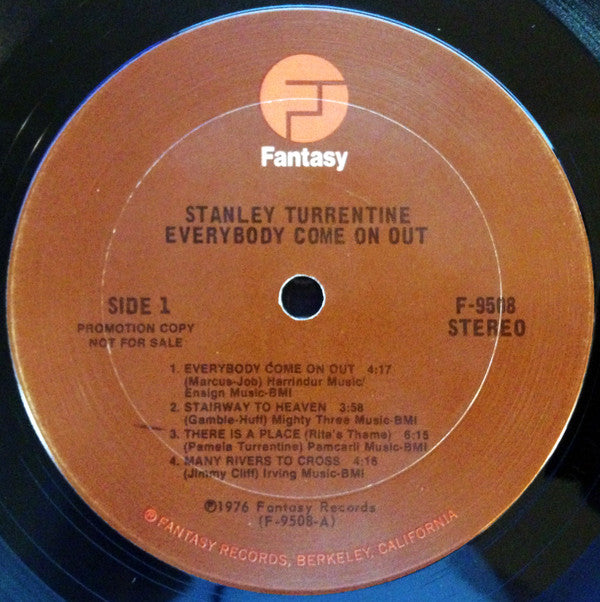 Fantasy
STANLEY TURRENTINE
EVERYBODY COME ON OUT
SIDE 1
PROMOTION COPY
NOT FOR SALE
F-9508
STEREO
1. EVERYBODY COME ON OUT 4:17
(Marcus-Job) Harrindur Music/
Ensign Music-BMI
2. STAIRWAY TO HEAVEN 3:58
(Gamble-Huff) Mighty Three Music-BMI
3. THERE IS A PLACE (Rita's Theme) 6:15
(Pamela Turrentine) Pamcarli Music-BMI
4. MANY RIVERS TO CROSS 4:16
(Jimmy Cliff) Irving Music-BMI
℗1976 Fantasy Records
(F-9508-A)
®FANTASY RECORDS, BERKELEY, CALIFORNIA